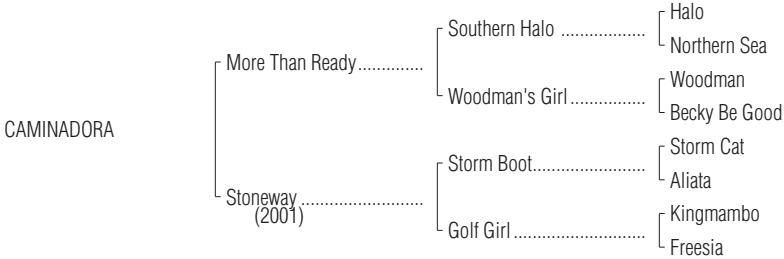 Halo
Southern Halo ....................
Northern Sea
More Than Ready..............
Woodman
Woodman's Girl ................
Becky Be Good
CAMINADORA
Storm Cat
Storm Boot........................
Aliata
Stoneway ..........................
(2001)
Kingmambo
Golf Girl ............................
Freesia